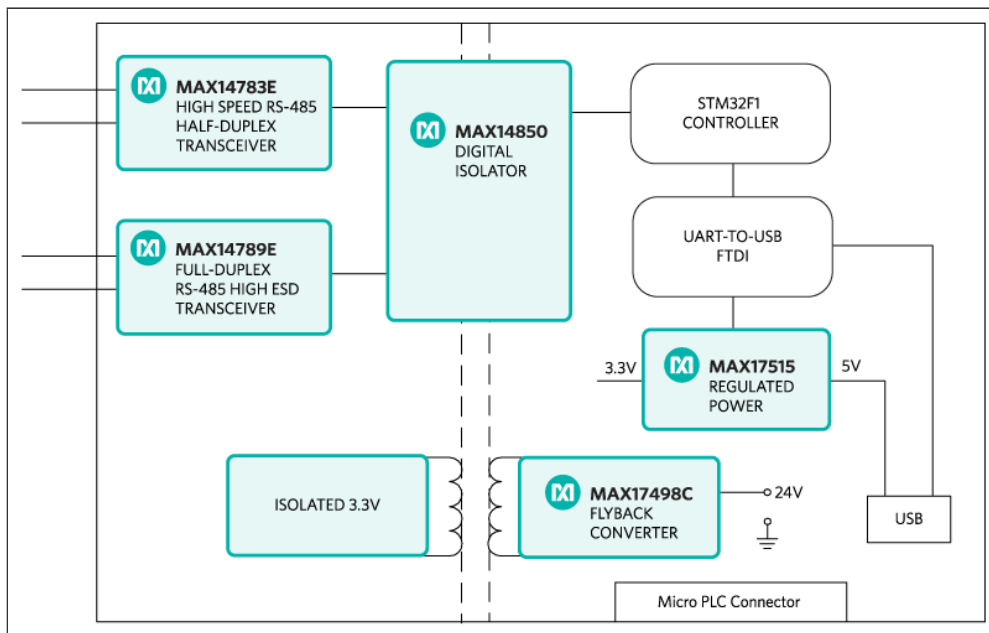 MAX14783E
HIGH SPEED RS-485
HALF-DUPLEX
TRANSCEIVER
MAX14850
DIGITAL
ISOLATOR
STM32F1
CONTROLLER
MAX14789E
FULL-DUPLEX
RS-485 HIGH ESD
TRANSCEIVER
UART-TO-USB
FTDI
3.3V
MAX17515
REGULATED
POWER
5V
ISOLATED 3.3V
MAX17498C
FLYBACK
CONVERTER
24V
USB
Micro PLC Connector